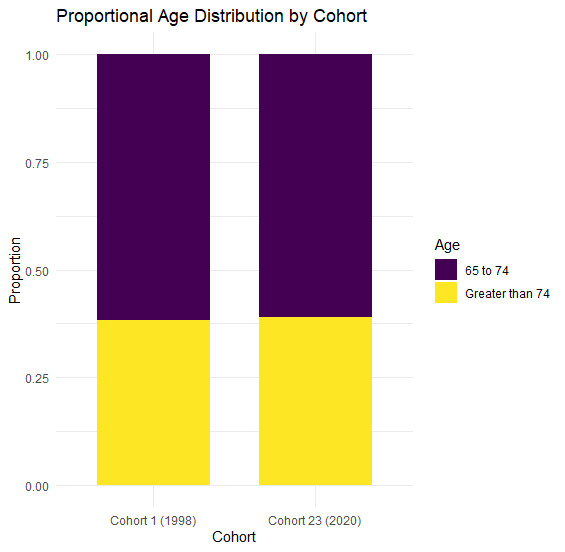 Proportional Age Distribution by Cohort
Proportion
1.00
0.75
0.50
0.25
0.00
Cohort 1 (1998)
Cohort 23 (2020)
Cohort
Age
65 to 74
Greater than 74